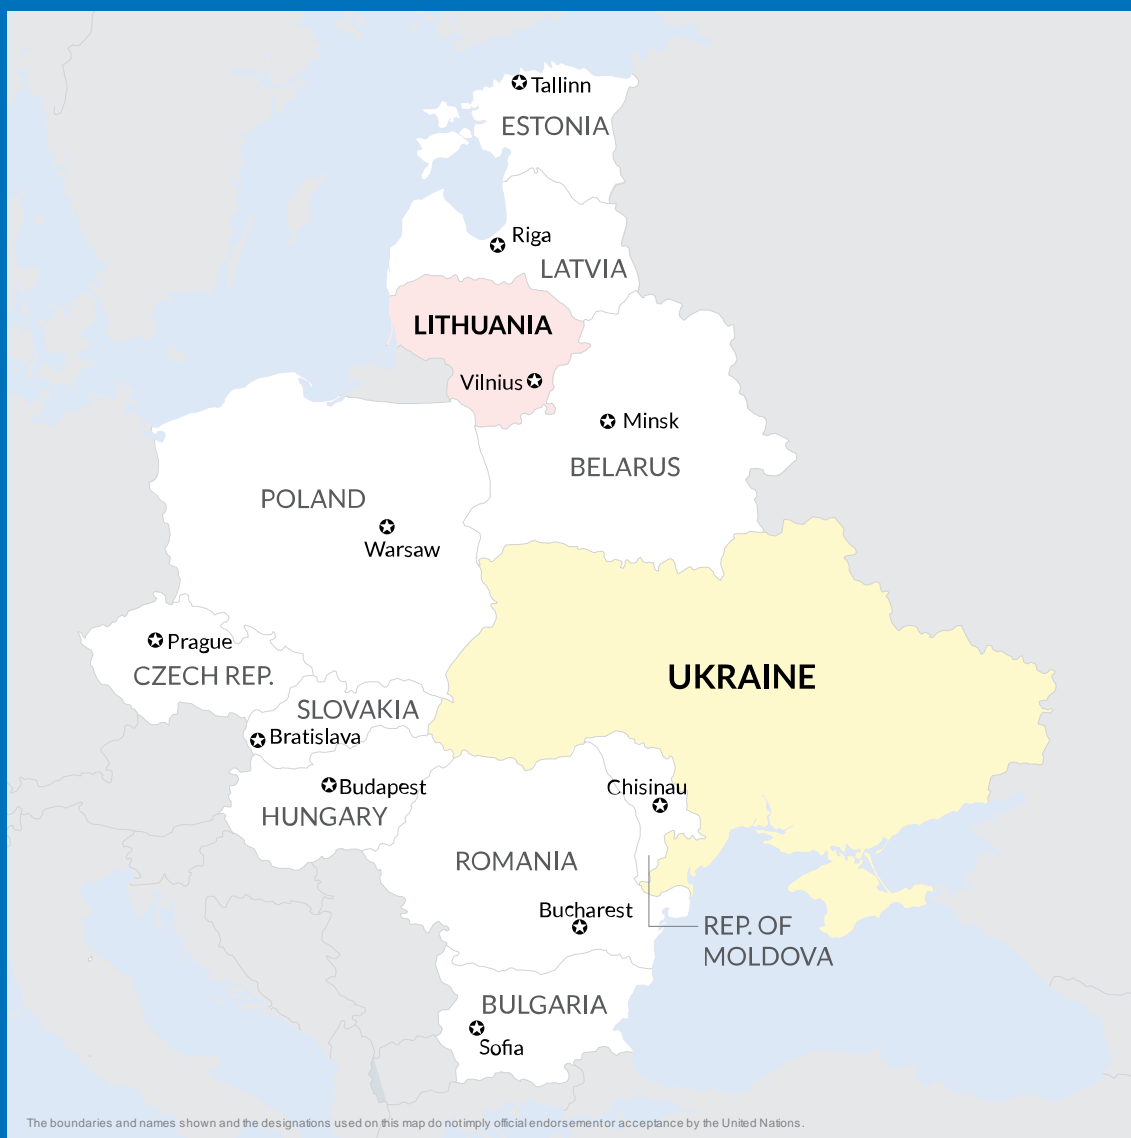 Tallinn
ESTONIA
Riga
LATVIA
LITHUANIA
Vilnius
Minsk
BELARUS
POLAND
Warsaw
Prague
CZECH REP.
UKRAINE
SLOVAKIA
Bratislava
Budapest
HUNGARY
Chisinau
ROMANIA
Bucharest
REP. OF
MOLDOVA
BULGARIA
Sofia
The boundaries and names shown and the designations used on this map do not imply official endorsement or acceptance by the United Nations.